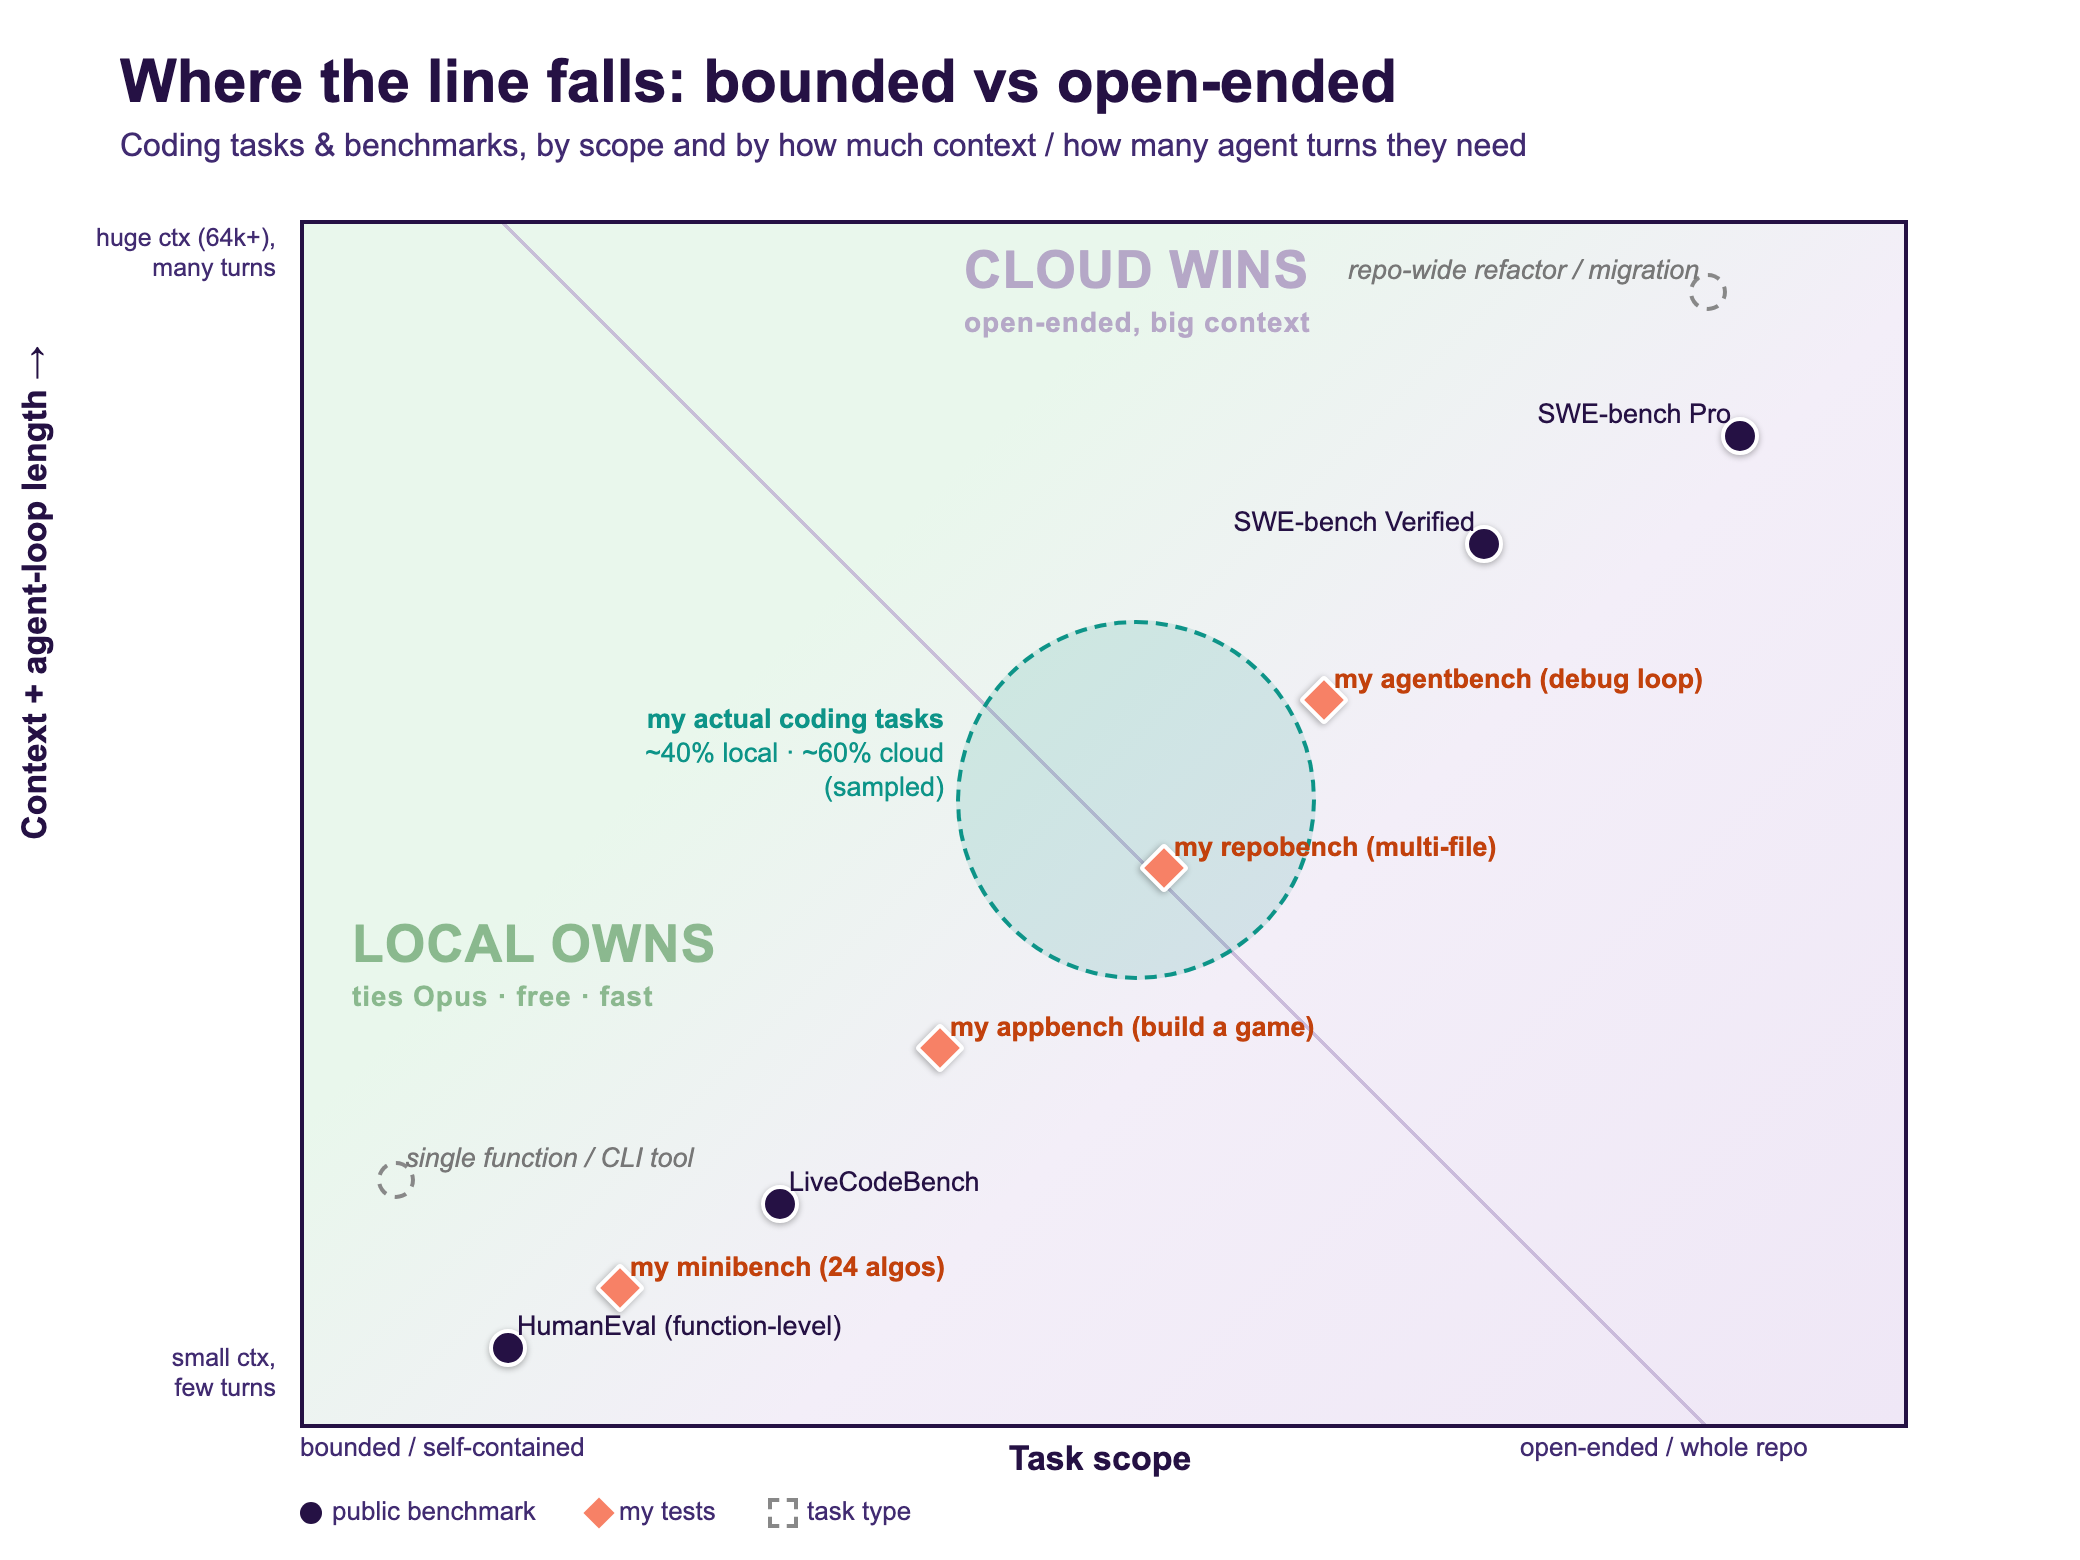 Where the line falls: bounded vs open-ended
Coding tasks & benchmarks, by scope and by how much context / how many agent turns they need
huge ctx (64k+),
many turns
Context + agent-loop length →
CLOUD WINS
open-ended, big context
repo-wide refactor / migration
SWE-bench Pro
SWE-bench Verified
my agentbench (debug loop)
my actual coding tasks
~40% local · ~60% cloud
(sampled)
my repobench (multi-file)
LOCAL OWNS
ties Opus · free · fast
my appbench (build a game)
single function / CLI tool
LiveCodeBench
my minibench (24 algos)
HumanEval (function-level)
small ctx,
few turns
bounded / self-contained
Task scope
open-ended / whole repo
public benchmark
my tests
task type